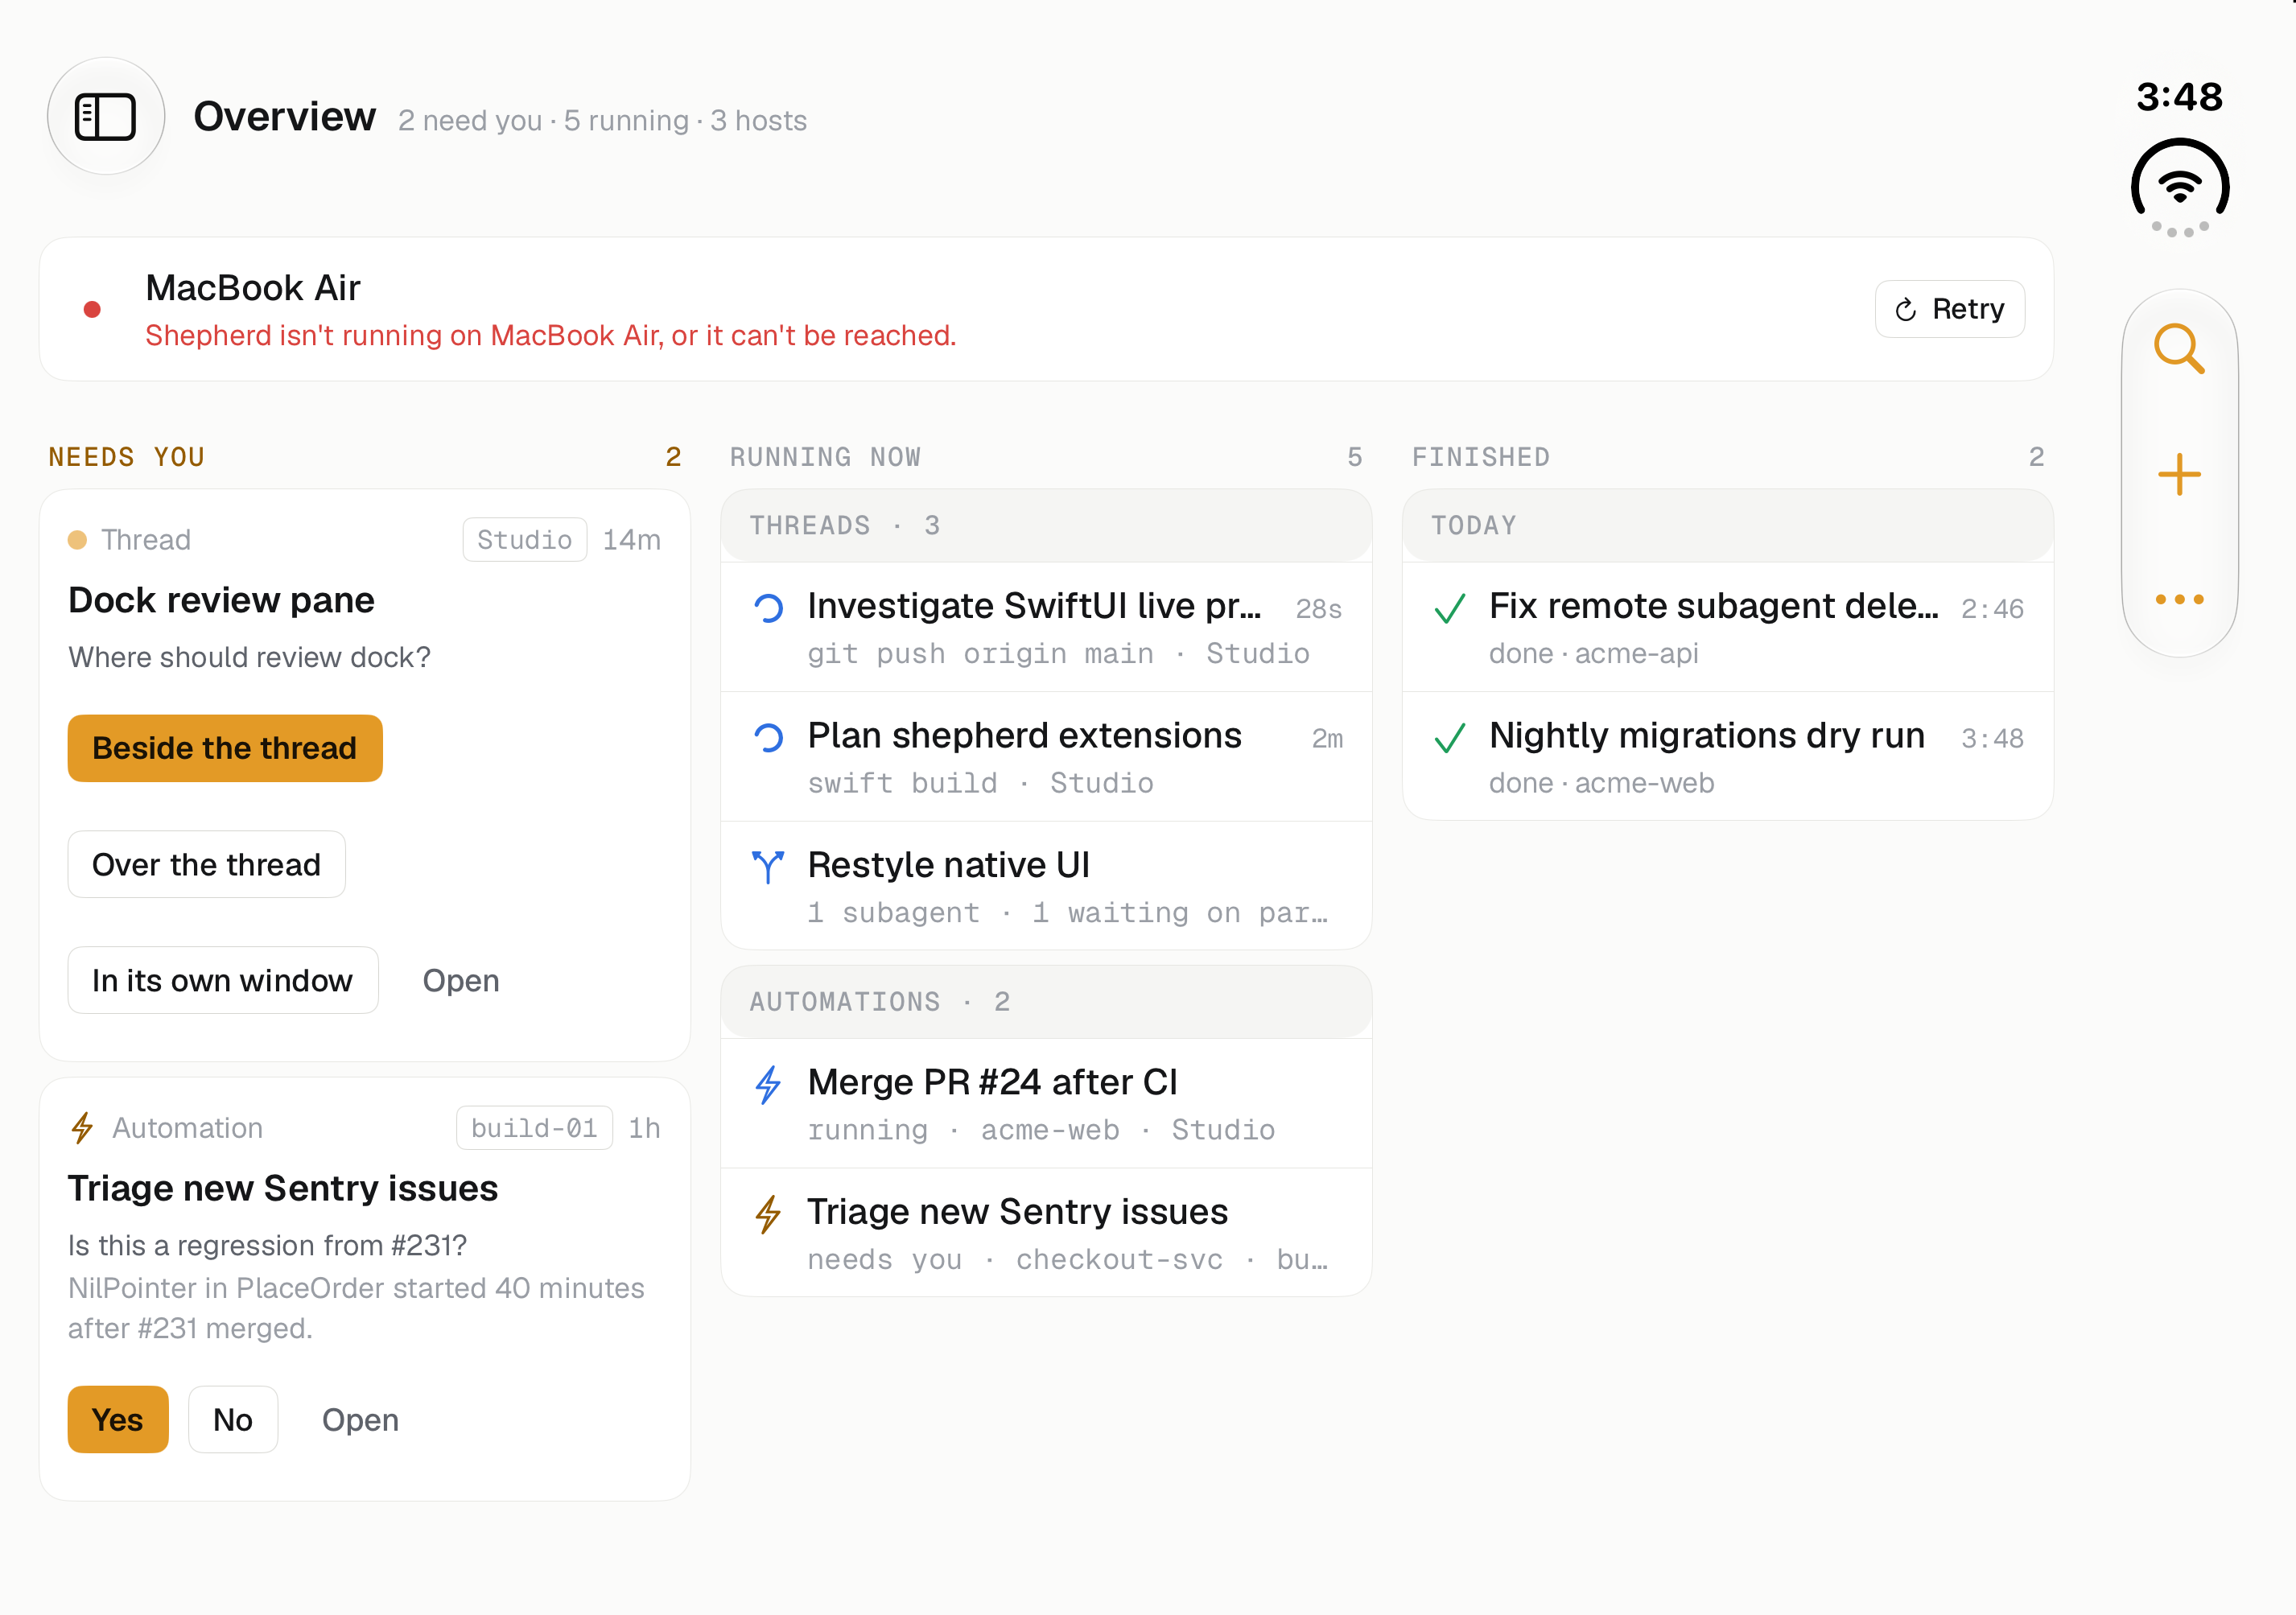 Overview 2 need you · 5 running · 3 hosts
3:48
MacBook Air
Shepherd isn't running on MacBook Air, or it can't be reached.
Retry
NEEDS YOU 2
Thread Studio 14m
Dock review pane
Where should review dock?
Beside the thread
Over the thread
In its own window Open
Automation build-01 1h
Triage new Sentry issues
Is this a regression from #231?
NilPointer in PlaceOrder started 40 minutes
after #231 merged.
Yes No Open
RUNNING NOW 5
THREADS · 3
Investigate SwiftUI live pr... 28s
git push origin main · Studio
Plan shepherd extensions 2m
swift build · Studio
Restyle native UI
1 subagent · 1 waiting on par...
AUTOMATIONS · 2
Merge PR #24 after CI
running · acme-web · Studio
Triage new Sentry issues
needs you · checkout-svc · bu...
FINISHED 2
TODAY
Fix remote subagent dele... 2:46
done · acme-api
Nightly migrations dry run 3:48
done · acme-web